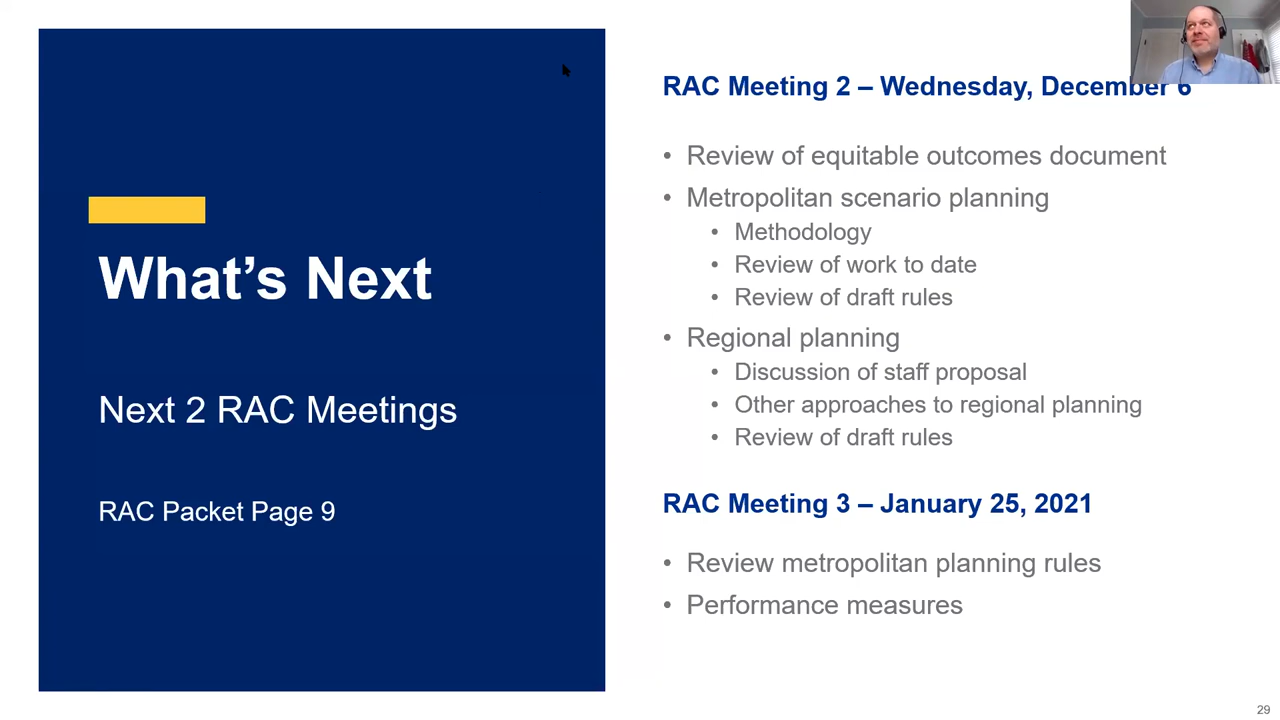 What's Next
Next 2 RAC Meetings
RAC Packet Page 9
RAC Meeting 2 – Wednesday, December 6
• Review of equitable outcomes document
• Metropolitan scenario planning
• Methodology
• Review of work to date
• Review of draft rules
• Regional planning
• Discussion of staff proposal
• Other approaches to regional planning
• Review of draft rules
RAC Meeting 3 – January 25, 2021
• Review metropolitan planning rules
• Performance measures
29